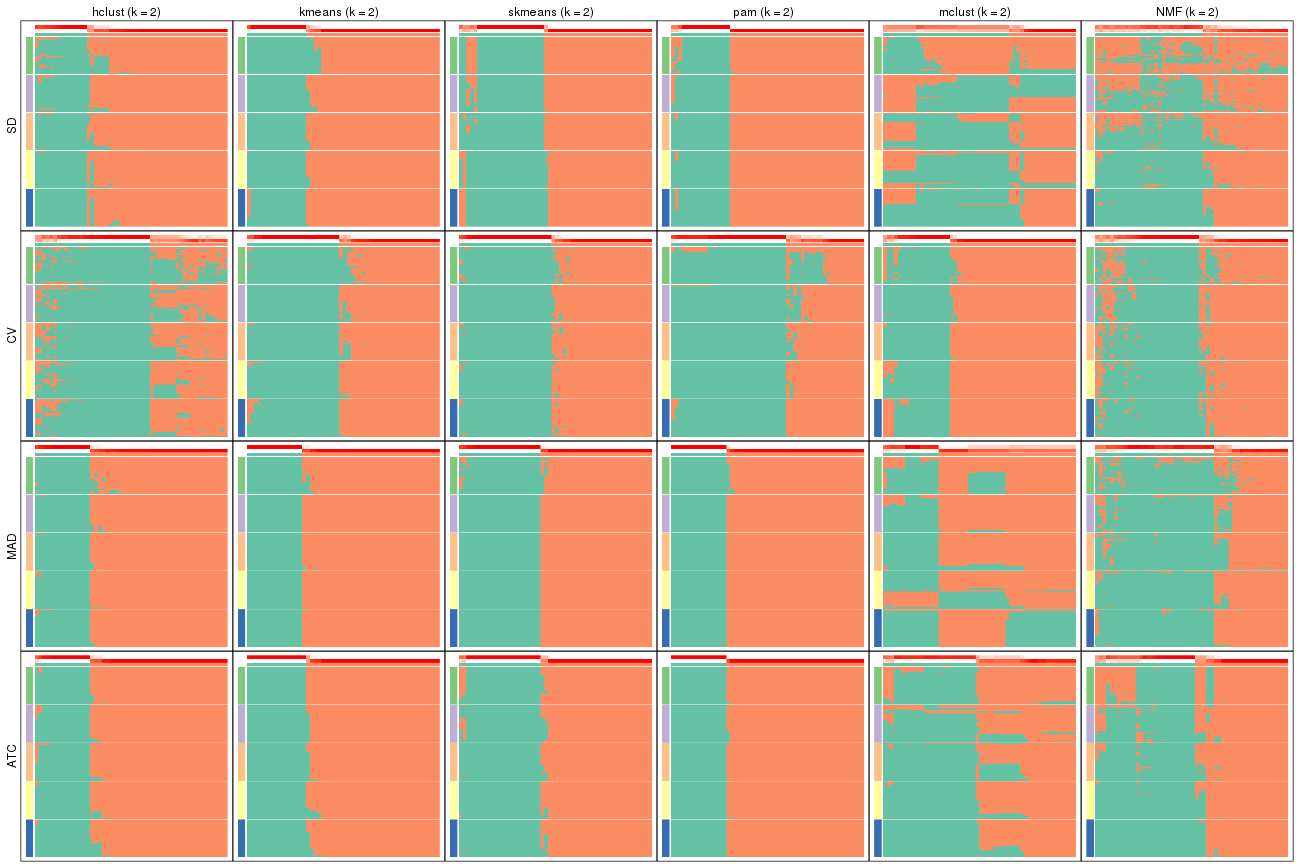 hclust (k = 2) kmeans (k = 2) skmeans (k = 2) pam (k = 2) mclust (k = 2) NMF (k = 2)
SD
CV
MAD
ATC